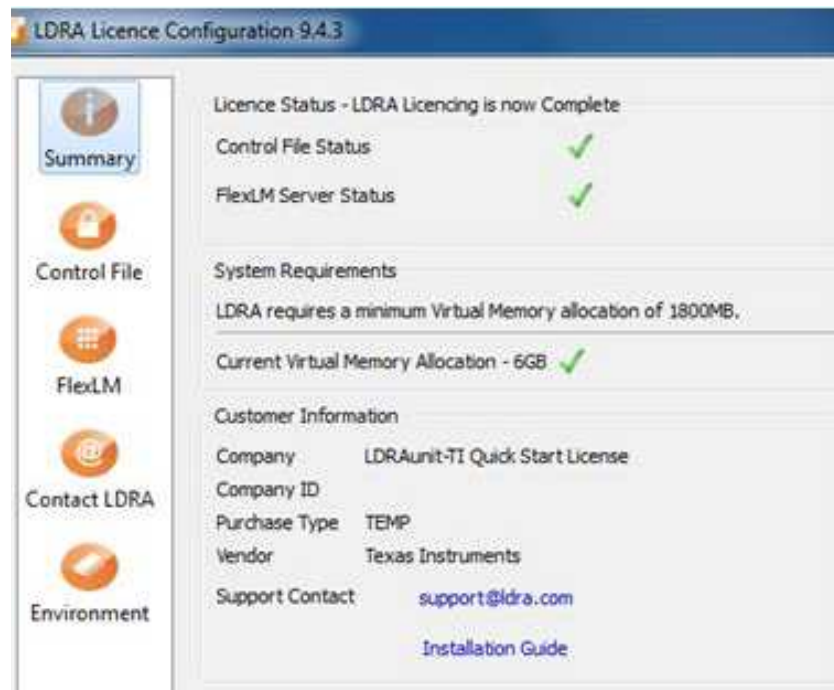 LDRA Licence Configuration 9.4.3
Summary
Control File
FlexLM
Contact LDRA
Environment
Licence Status - LDRA Licencing is now Complete
Control File Status
FlexLM Server Status
System Requirements
LDRA requires a minimum Virtual Memory allocation of 1800MB.
Current Virtual Memory Allocation - 6GB
Customer Information
Company LDRAunit-TI Quick Start License
Company ID
Purchase Type TEMP
Vendor Texas Instruments
Support Contact support@ldra.com
Installation Guide